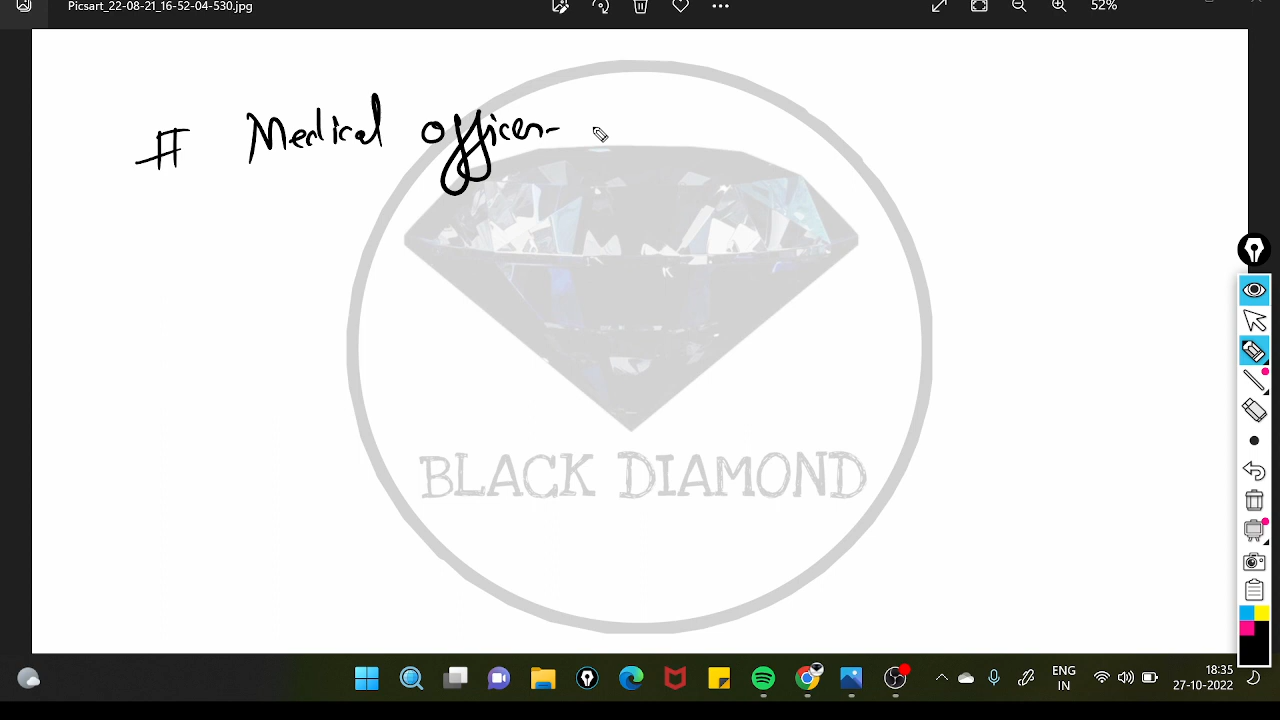 Picsart_22-08-21_16-52-04-530.jpg
52%
# Medical officer-
BLACK DIAMOND
ENG
IN
18:35
27-10-2022